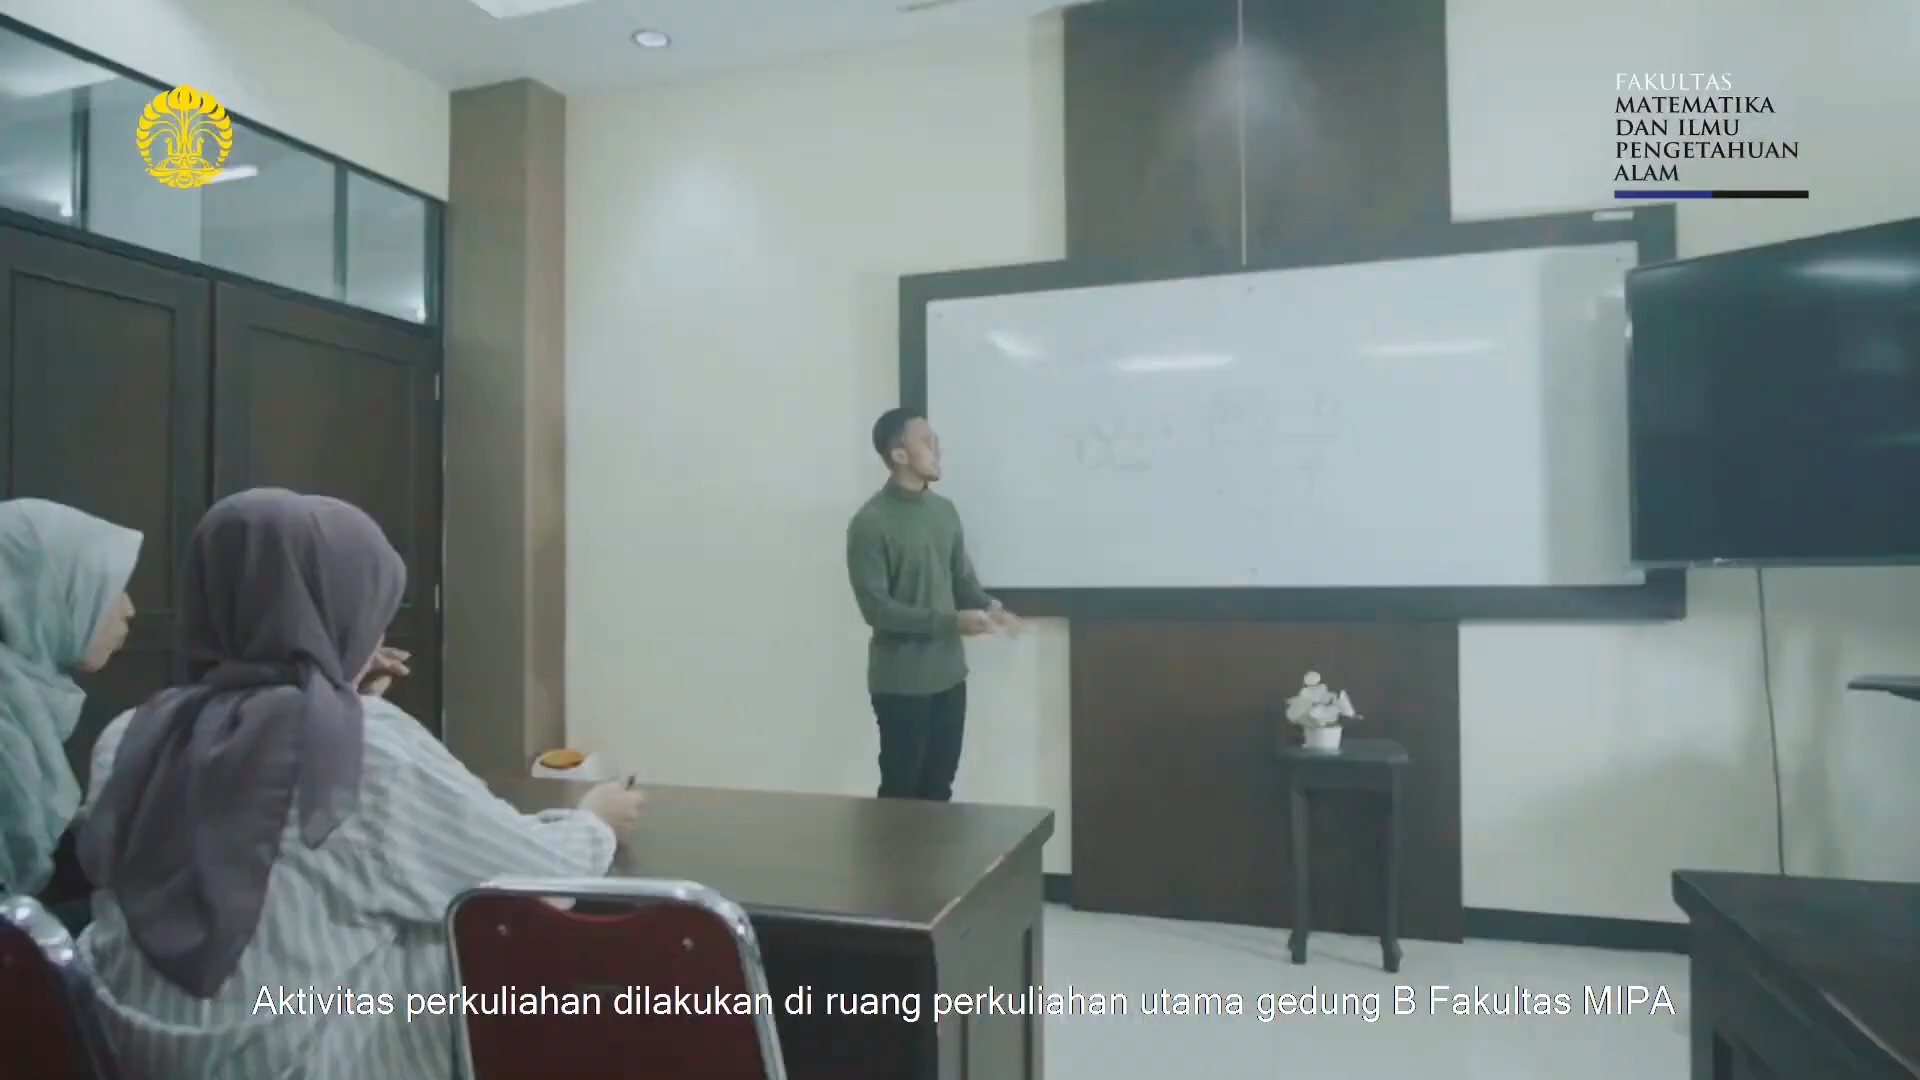 FAKULTAS
MATEMATIKA
DAN ILMU
PENGETAHUAN
ALAM
Aktivitas perkuliahan dilakukan di ruang perkuliahan utama gedung B Fakultas MIPA